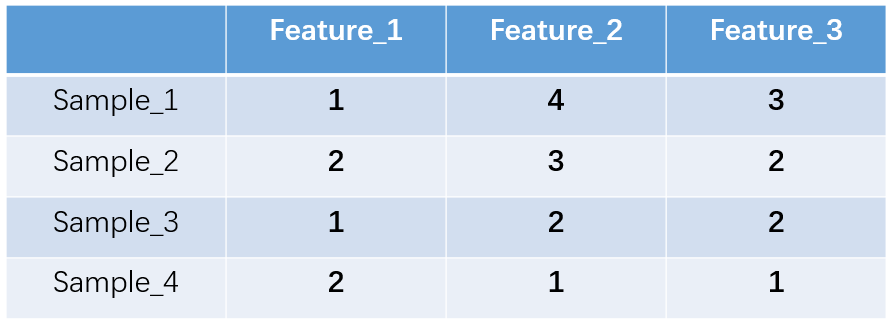 Feature_1 Feature_2 Feature_3
Sample_1 1 4 3
Sample_2 2 3 2
Sample_3 1 2 2
Sample_4 2 1 1